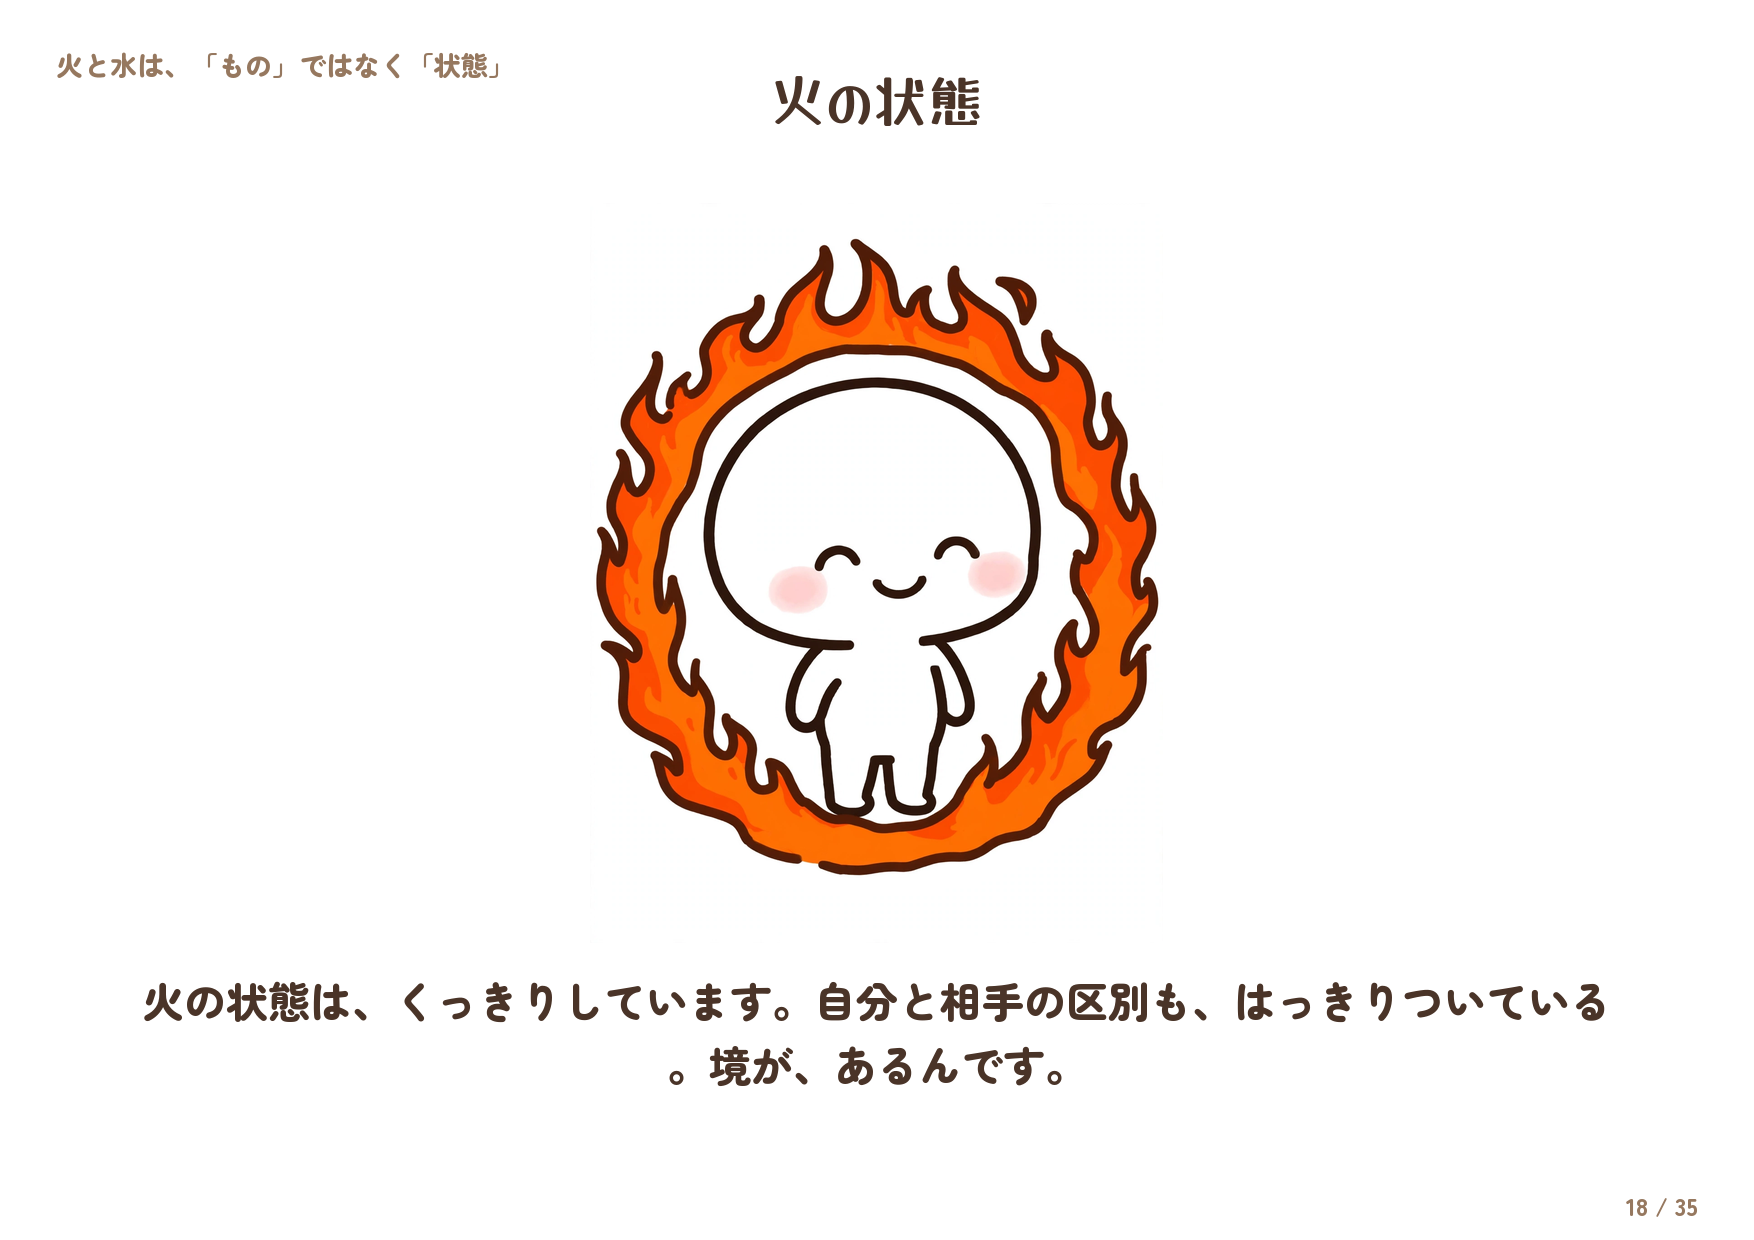 火と水は、「もの」ではなく「状態」
火の状態
火の状態は、くっきりしています。自分と相手の区別も、はっきりついている
。境が、あるんです。
18 / 35